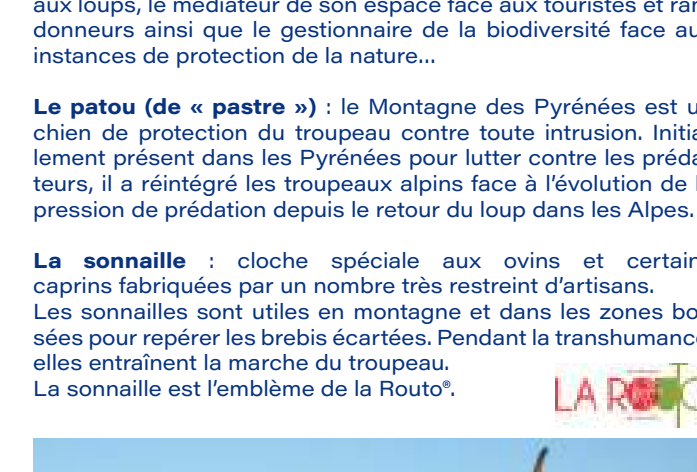 aux loups, le médiateur de son espace face aux touristes et ran
donneurs ainsi que le gestionnaire de la biodiversité face au
instances de protection de la nature...
Le patou (de « pastre ») : le Montagne des Pyrénées est u
chien de protection du troupeau contre toute intrusion. Initia
lement présent dans les Pyrénées pour lutter contre les préda
teurs, il a réintégré les troupeaux alpins face à l'évolution de l
pression de prédation depuis le retour du loup dans les Alpes.
La sonnaille : cloche spéciale aux ovins et certain
caprins fabriquées par un nombre très restreint d'artisans.
Les sonnailles sont utiles en montagne et dans les zones boi
sées pour repérer les brebis écartées. Pendant la transhumance
elles entraînent la marche du troupeau.
La sonnaille est l'emblème de la Routo®.
LA ROUTO